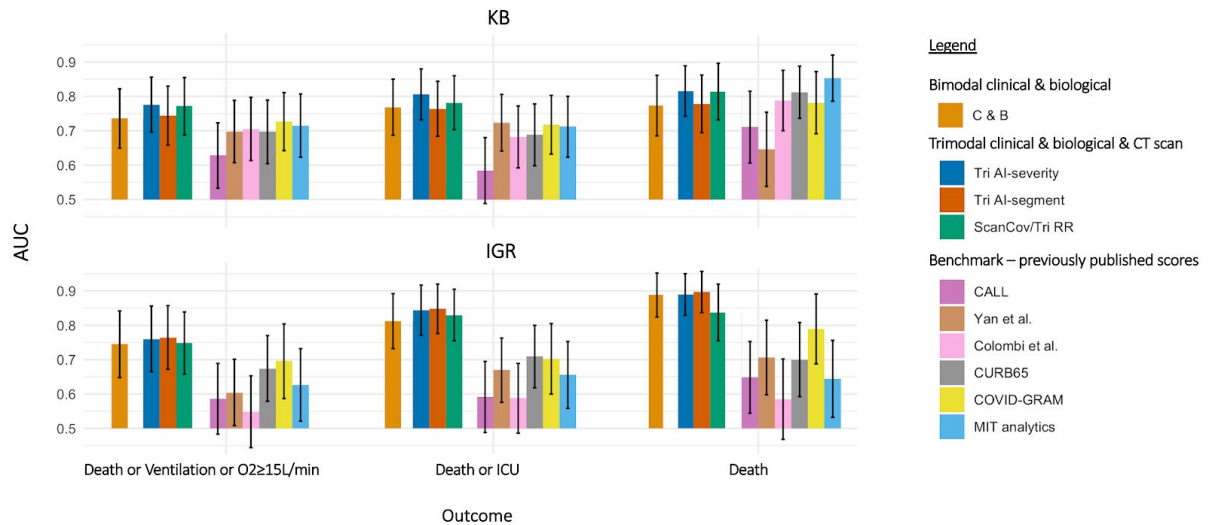 KB
0.9
0.8
0.7
0.6
0.5
AUC
IGR
0.9
0.8
0.7
0.6
0.5
Death or Ventilation or O2≥15L/min
Death or ICU
Death
Outcome
Legend
Bimodal clinical & biological
C & B
Trimodal clinical & biological & CT scan
Tri AI-severity
Tri AI-segment
ScanCov/Tri RR
Benchmark – previously published scores
CALL
Yan et al.
Colombi et al.
CURB65
COVID-GRAM
MIT analytics